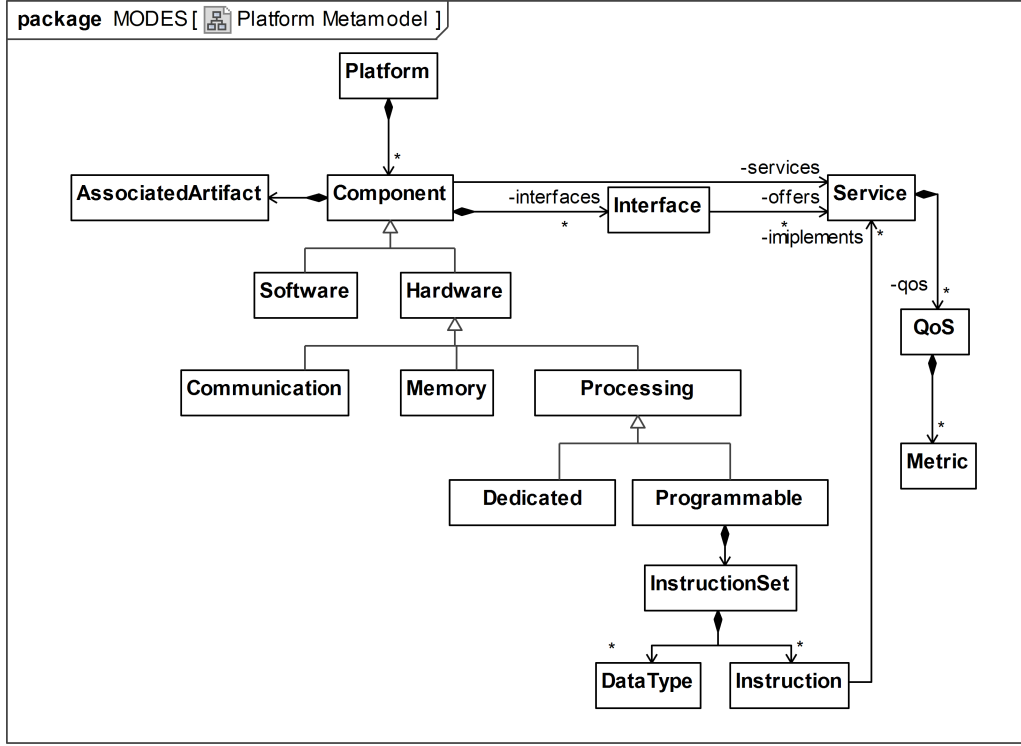 package MODES [ Platform Metamodel ]
Platform
*
AssociatedArtifact
Component
-services
-interfaces
*
Interface
-offers
*
Service
-implements
*
Software
Hardware
-qos
*
QoS
Communication
Memory
Processing
*
Metric
Dedicated
Programmable
InstructionSet
*
*
DataType
Instruction